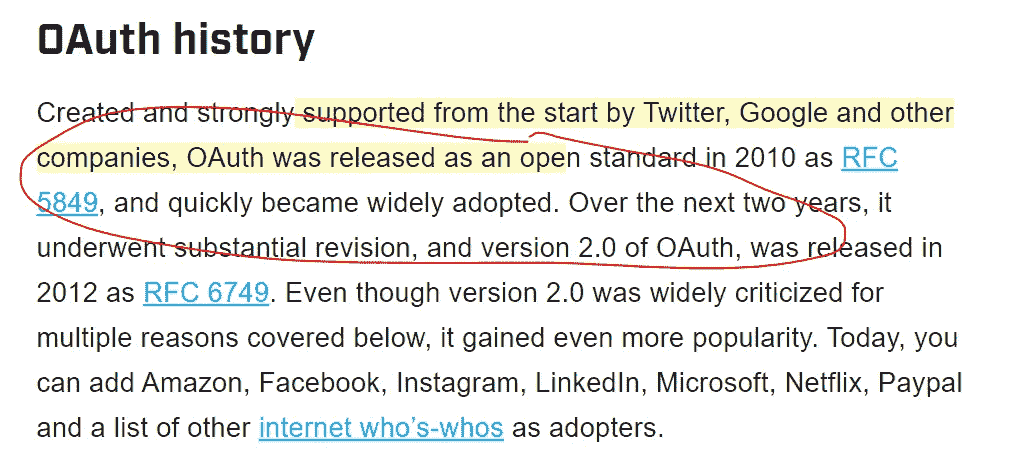 OAuth history
Created and strongly supported from the start by Twitter, Google and other
companies, OAuth was released as an open standard in 2010 as RFC
5849, and quickly became widely adopted. Over the next two years, it
underwent substantial revision, and version 2.0 of OAuth, was released in
2012 as RFC 6749. Even though version 2.0 was widely criticized for
multiple reasons covered below, it gained even more popularity. Today, you
can add Amazon, Facebook, Instagram, LinkedIn, Microsoft, Netflix, Paypal
and a list of other internet who’s-whos as adopters.